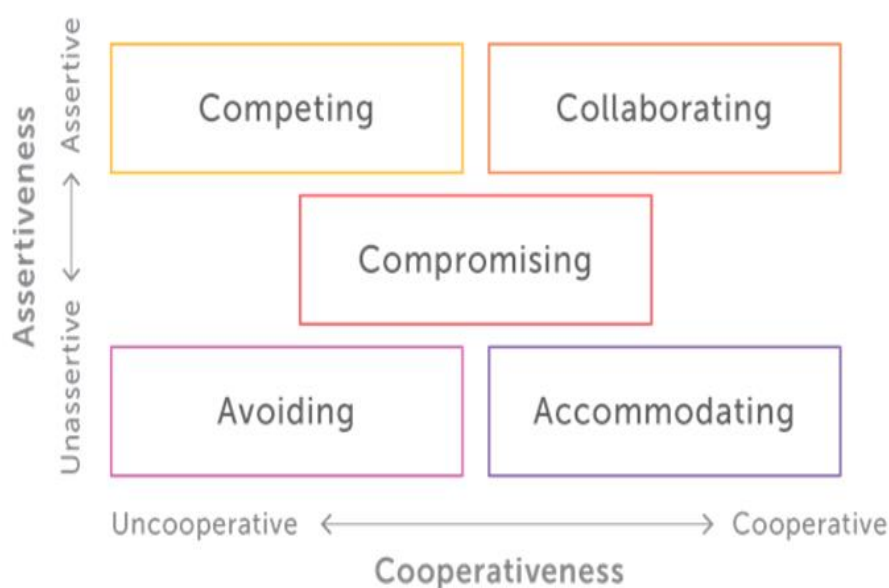 Assertiveness
Assertive
Unassertive
Competing
Collaborating
Compromising
Avoiding
Accommodating
Uncooperative
Cooperative
Cooperativeness